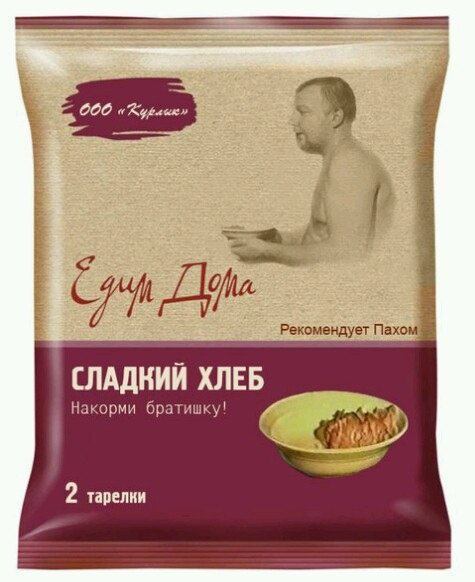 ООО «Курлык»
Едим Дома
Рекомендует Пахом
СЛАДКИЙ ХЛЕБ
Накорми братишку!
2 тарелки